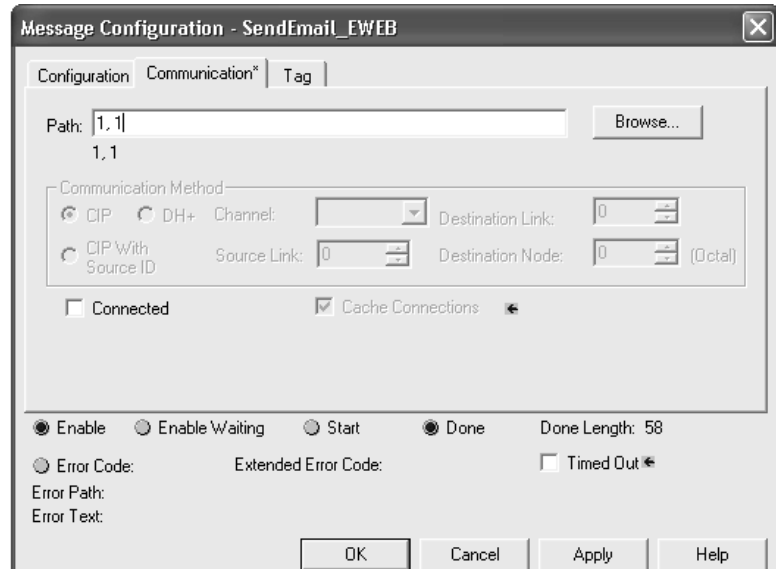 Message Configuration - SendEmail_EWEB
Configuration Communication* Tag
Path: 1, 1 Browse...
1, 1
Communication Method
CIP DH+ Channel: Destination Link: 0
CIP With Source ID Source Link: 0 Destination Node: 0 (Octal)
Connected Cache Connections
Enable Enable Waiting Start Done Done Length: 58
Error Code: Extended Error Code: Timed Out
Error Path:
Error Text:
OK Cancel Apply Help